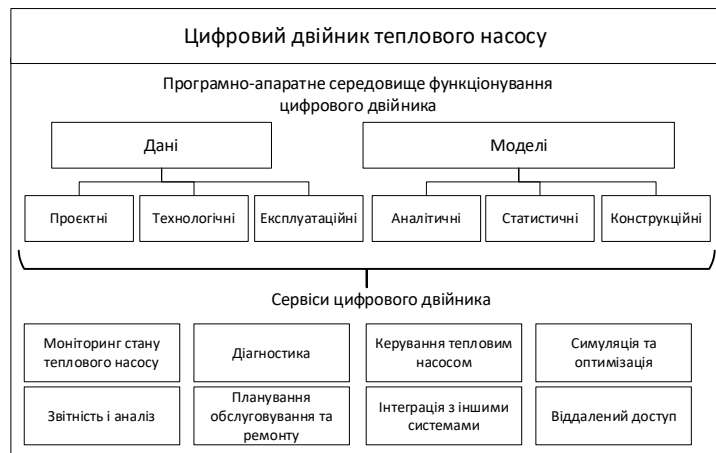 Цифровий двійник теплового насосу
Програмно-апаратне середовище функціонування
цифрового двійника
Дані
Моделі
Проєктні
Технологічні
Експлуатаційні
Аналітичні
Статистичні
Конструкційні
Сервіси цифрового двійника
Моніторинг стану
теплового насосу
Діагностика
Керування тепловим
насосом
Симуляція та
оптимізація
Звітність і аналіз
Планування
обслуговування та
ремонту
Інтеграція з іншими
системами
Віддалений доступ